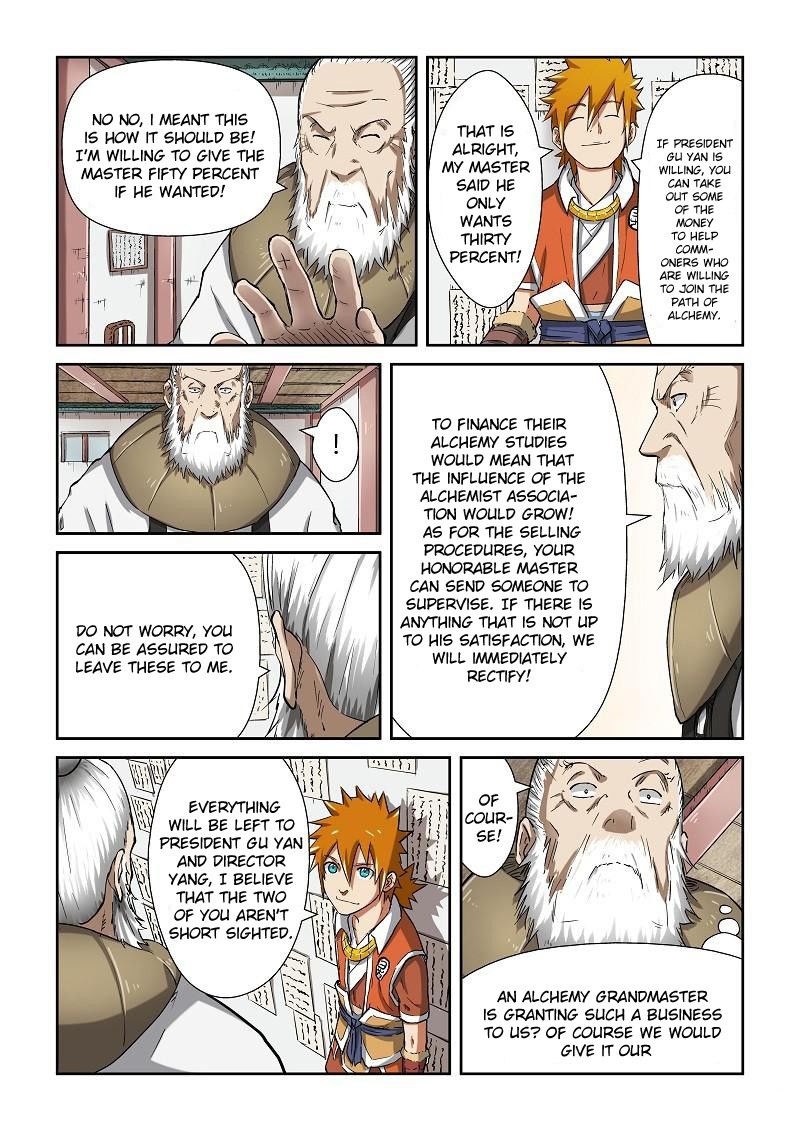 NO NO, I MEANT THIS
IS HOW IT SHOULD BE!
I'M WILLING TO GIVE THE
MASTER FIFTY PERCENT
IF HE WANTED!
THAT IS
ALRIGHT,
MY MASTER
SAID HE
ONLY
WANTS
THIRTY
PERCENT!
IF PRESIDENT
GU YAN IS
WILLING, YOU
CAN TAKE
OUT SOME
OF THE
MONEY
TO HELP
COMM-
ONERS WHO
ARE WILLING
TO JOIN THE
PATH OF
ALCHEMY.
!
TO FINANCE THEIR
ALCHEMY STUDIES
WOULD MEAN THAT
THE INFLUENCE OF THE
ALCHEMIST ASSOCIA-
TION WOULD GROW!
AS FOR THE SELLING
PROCEDURES, YOUR
HONORABLE MASTER
CAN SEND SOMEONE TO
SUPERVISE. IF THERE IS
ANYTHING THAT IS NOT UP
TO HIS SATISFACTION, WE
WILL IMMEDIATELY
RECTIFY!
DO NOT WORRY, YOU
CAN BE ASSURED TO
LEAVE THESE TO ME.
EVERYTHING
WILL BE LEFT TO
PRESIDENT GU YAN
AND DIRECTOR
YANG, I BELIEVE
THAT THE TWO
OF YOU AREN'T
SHORT SIGHTED.
OF
COUR-
SE!
AN ALCHEMY GRANDMASTER
IS GRANTING SUCH A BUSINESS
TO US? OF COURSE WE WOULD
GIVE IT OUR